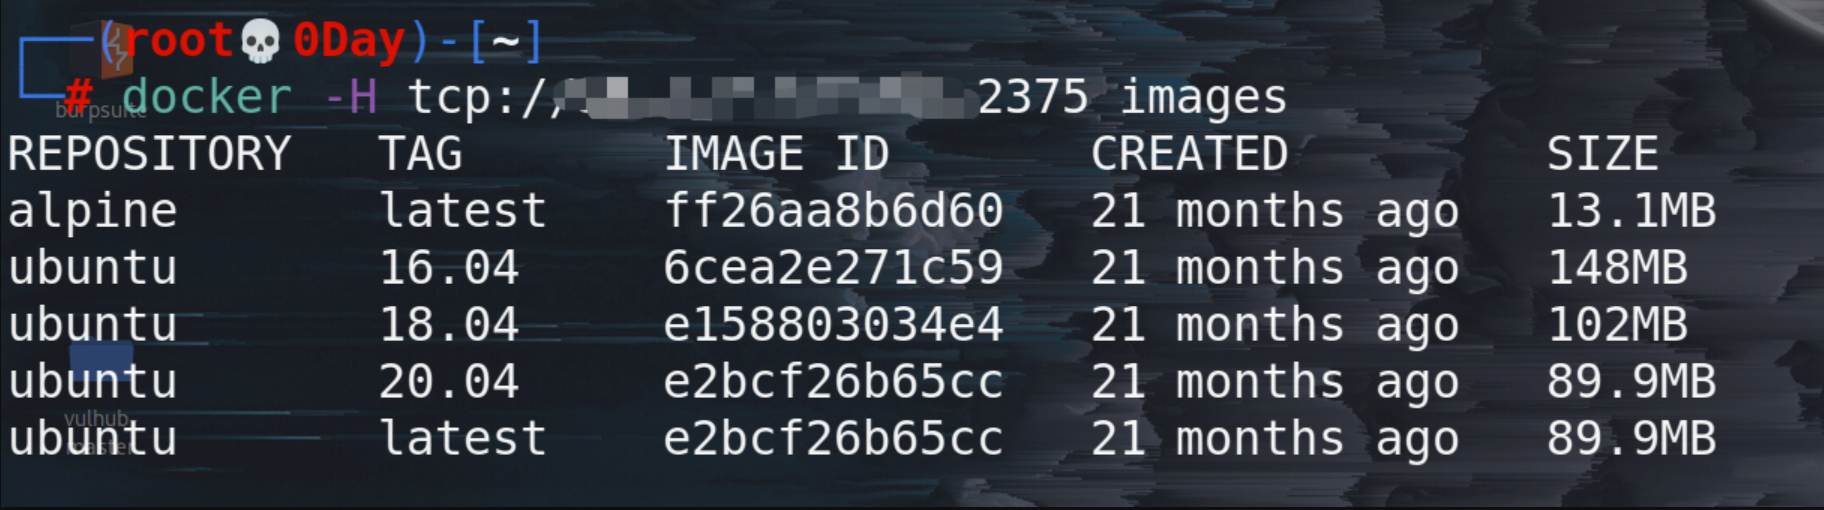 (root💀0Day)-[~]
# docker -H tcp:// 2375 images
REPOSITORY TAG IMAGE ID CREATED SIZE
alpine latest ff26aa8b6d60 21 months ago 13.1MB
ubuntu 16.04 6cea2e271c59 21 months ago 148MB
ubuntu 18.04 e158803034e4 21 months ago 102MB
ubuntu 20.04 e2bcf26b65cc 21 months ago 89.9MB
ubuntu latest e2bcf26b65cc 21 months ago 89.9MB
burpsuite
vulhub-
master